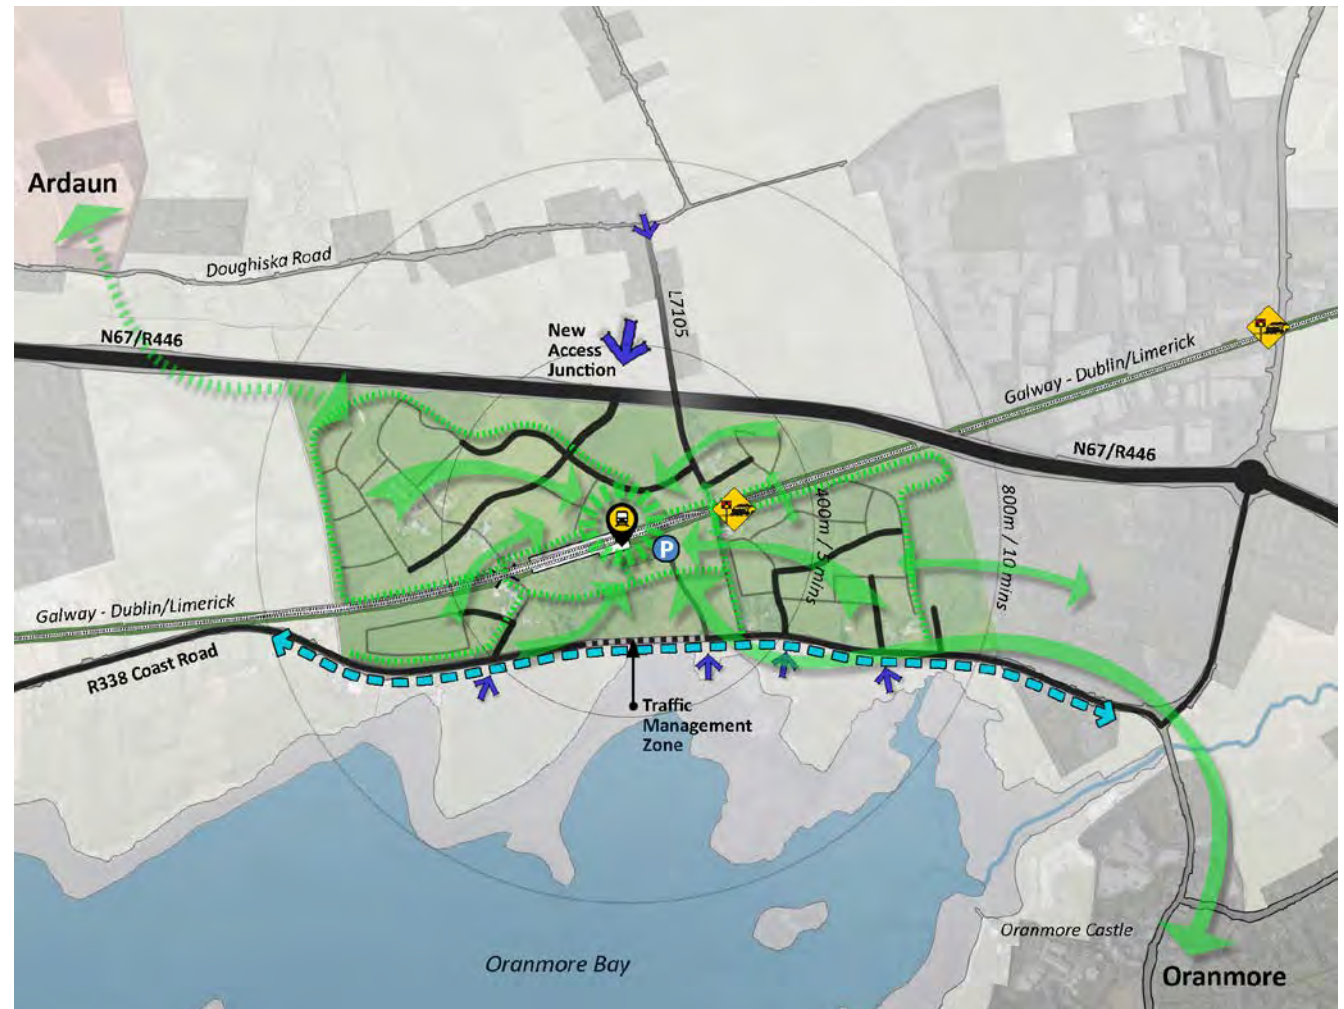 Ardaun
Doughiska Road
L7105
N67/R446
New
Access
Junction
Galway - Dublin/Limerick
N67/R446
400m / 5 mins
800m / 10 mins
P
Galway - Dublin/Limerick
R338 Coast Road
Traffic
Management
Zone
Oranmore Castle
Oranmore Bay
Oranmore